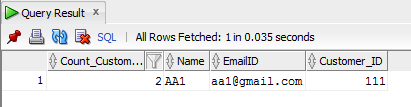 Query Result
SQL | All Rows Fetched: 1 in 0.035 seconds
Count_Custom... Name EmailID Customer_ID
1 2 AA1 aa1@gmail.com 111